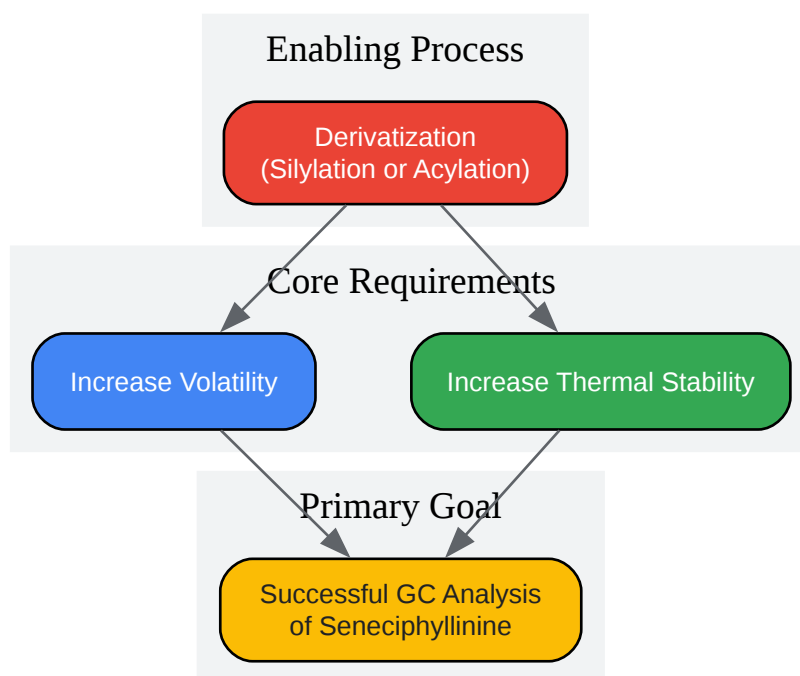 Enabling Process
Derivatization
(Silylation or Acylation)
Core Requirements
Increase Volatility
Increase Thermal Stability
Primary Goal
Successful GC Analysis
of Seneciphyllinine